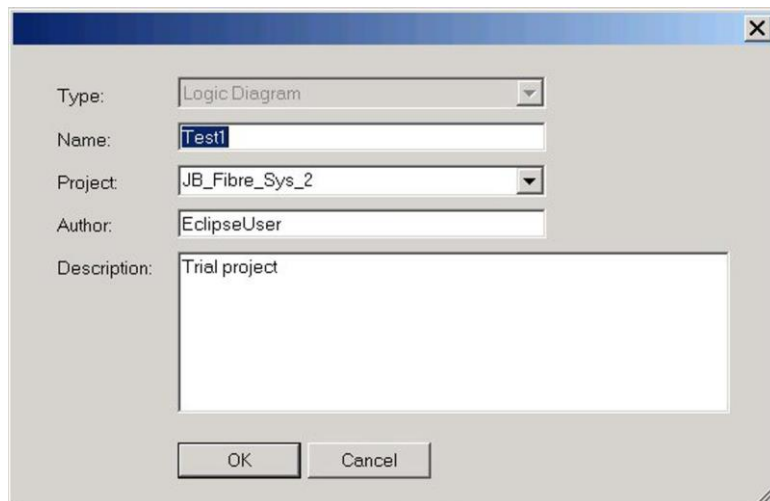 Type: Logic Diagram
Name: Test1
Project: JB_Fibre_Sys_2
Author: EclipseUser
Description: Trial project
OK Cancel